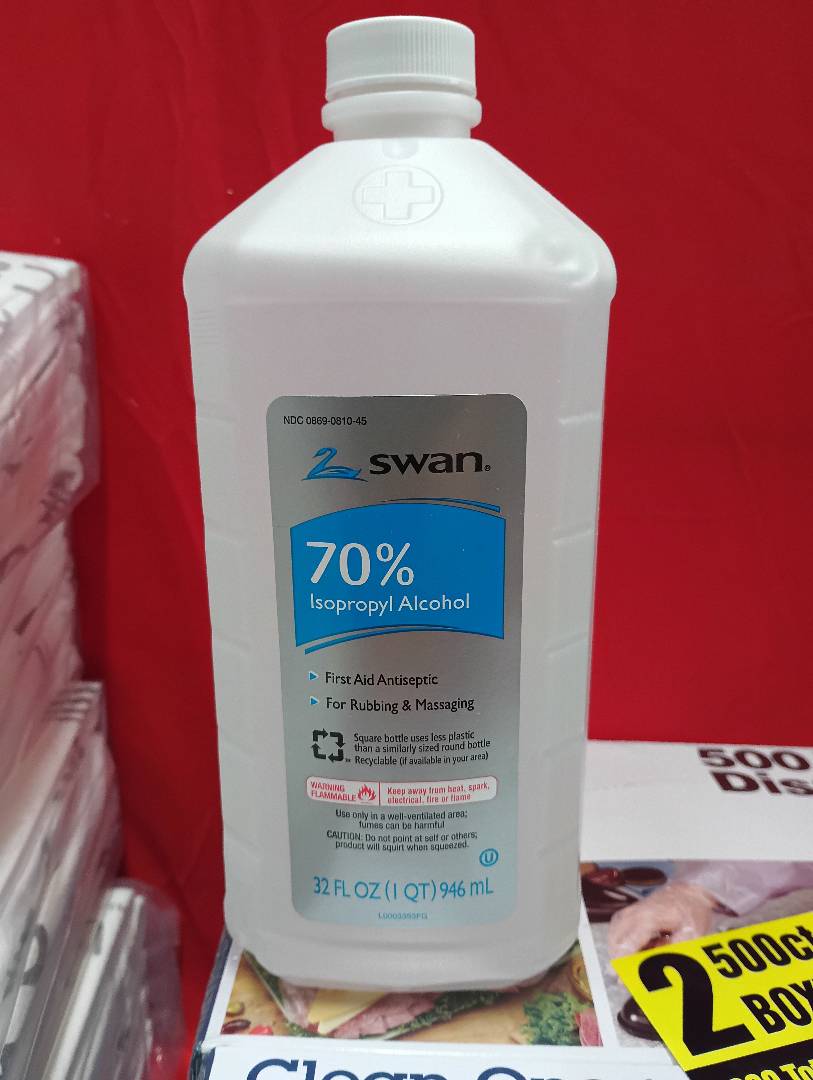 NDC 0869-0810-45
swan®
70%
Isopropyl Alcohol
First Aid Antiseptic
For Rubbing & Massaging
Square bottle uses less plastic
than a similarly sized round bottle
Recyclable (if available in your area)
WARNING
FLAMMABLE
Keep away from heat, spark,
electrical, fire or flame
Use only in a well-ventilated area;
fumes can be harmful
CAUTION: Do not point at self or others;
product will squirt when squeezed.
U
32 FL OZ (1 QT) 946 mL
500
Dis
2 500ct
BOX
Clean